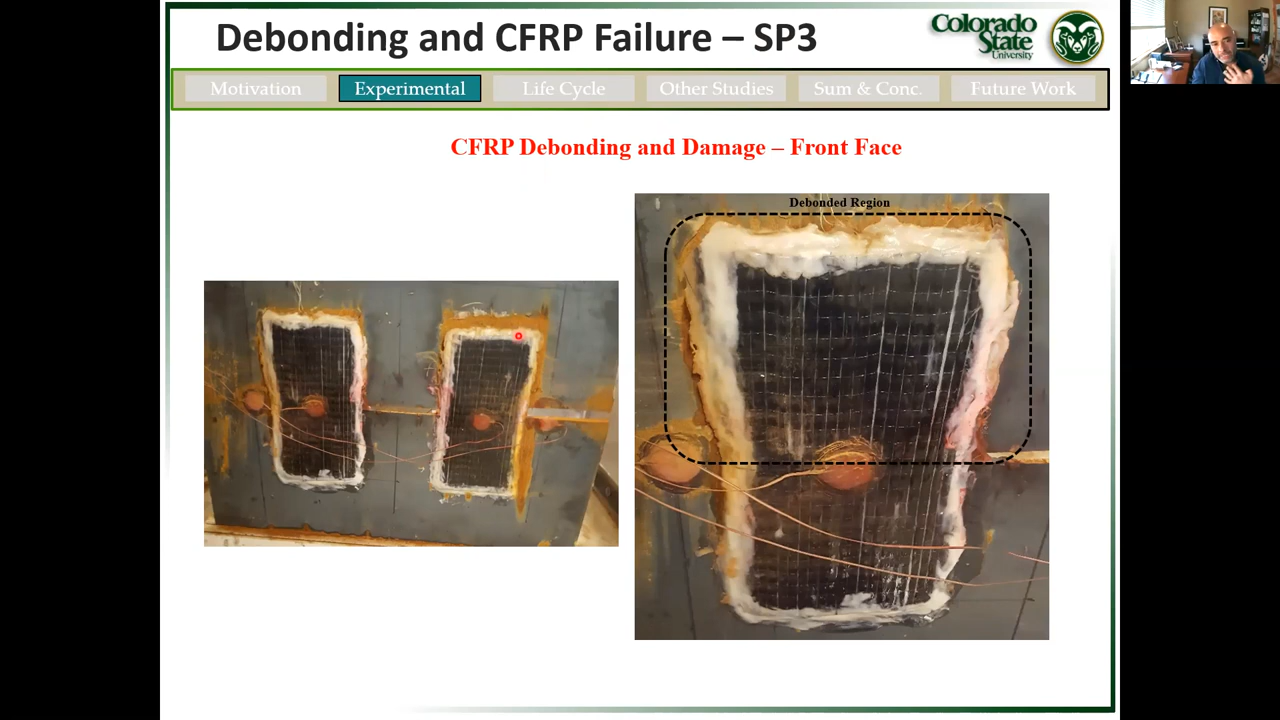 Debonding and CFRP Failure – SP3
Colorado
State
University
Motivation
Experimental
Life Cycle
Other Studies
Sum & Conc.
Future Work
CFRP Debonding and Damage – Front Face
Debonded Region